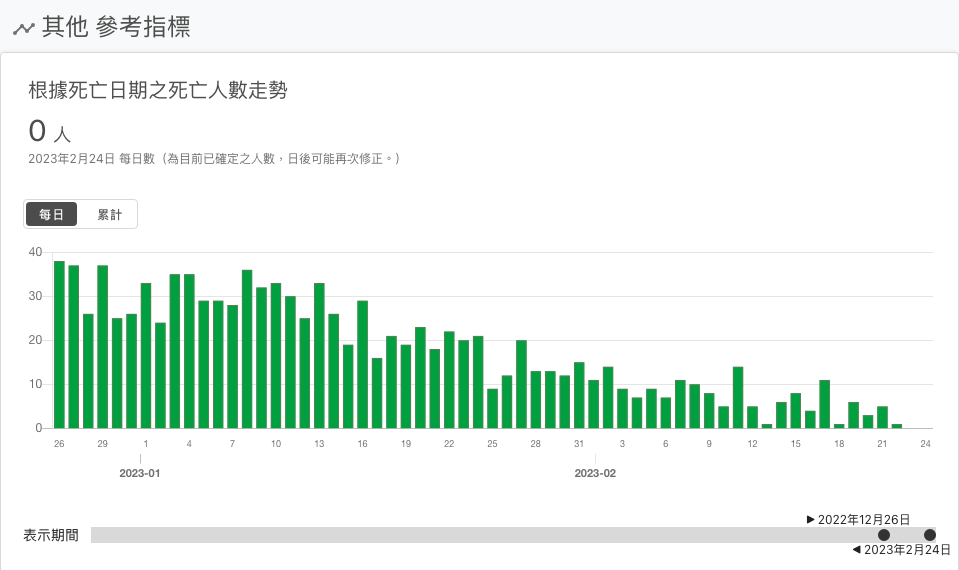 其他 參考指標
根據死亡日期之死亡人數走勢
0 人
2023年2月24日 每日數（為目前已確定之人數，日後可能再次修正。）
每日 累計
40
30
20
10
0
26 29 1 4 7 10 13 16 19 22 25 28 31 3 6 9 12 15 18 21 24
2023-01 2023-02
▶ 2022年12月26日
表示期間
◀ 2023年2月24日